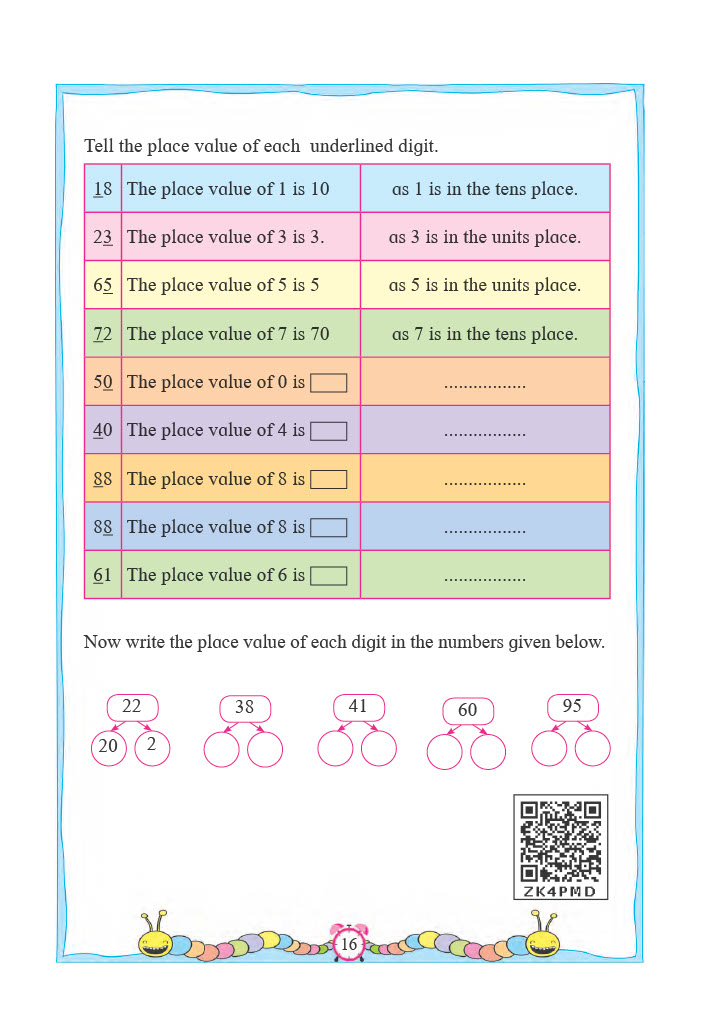 Tell the place value of each underlined digit.
18 The place value of 1 is 10 as 1 is in the tens place.
23 The place value of 3 is 3. as 3 is in the units place.
65 The place value of 5 is 5 as 5 is in the units place.
72 The place value of 7 is 70 as 7 is in the tens place.
50 The place value of 0 is .................
40 The place value of 4 is .................
88 The place value of 8 is .................
88 The place value of 8 is .................
61 The place value of 6 is .................
Now write the place value of each digit in the numbers given below.
22 38 41 60 95
20 2
ZK4PMD
16